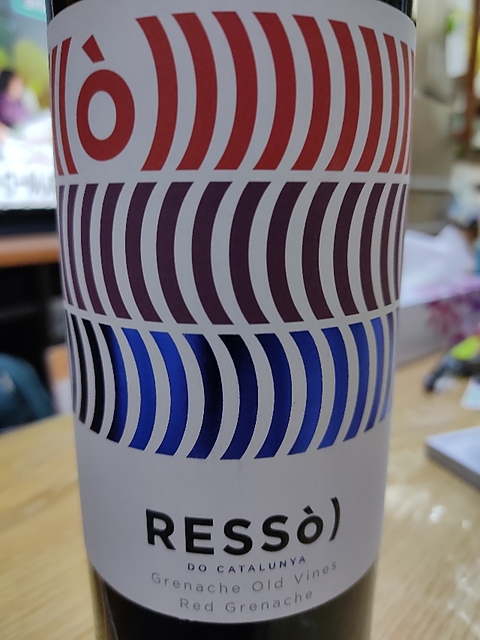 ò
RESSò)
DO CATALUNYA
Grenache Old Vines
Red Grenache